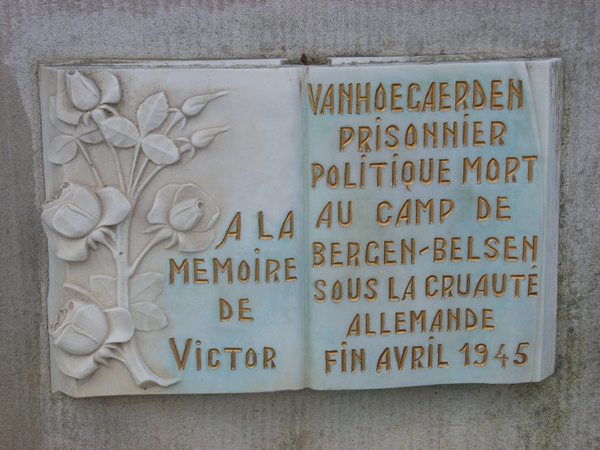 A LA
MEMOIRE
DE
VICTOR
VANHOEGAERDEN
PRISONNIER
POLITIQUE MORT
AU CAMP DE
BERGEN-BELSEN
SOUS LA CRUAUTÉ
ALLEMANDE
FIN AVRIL 1945